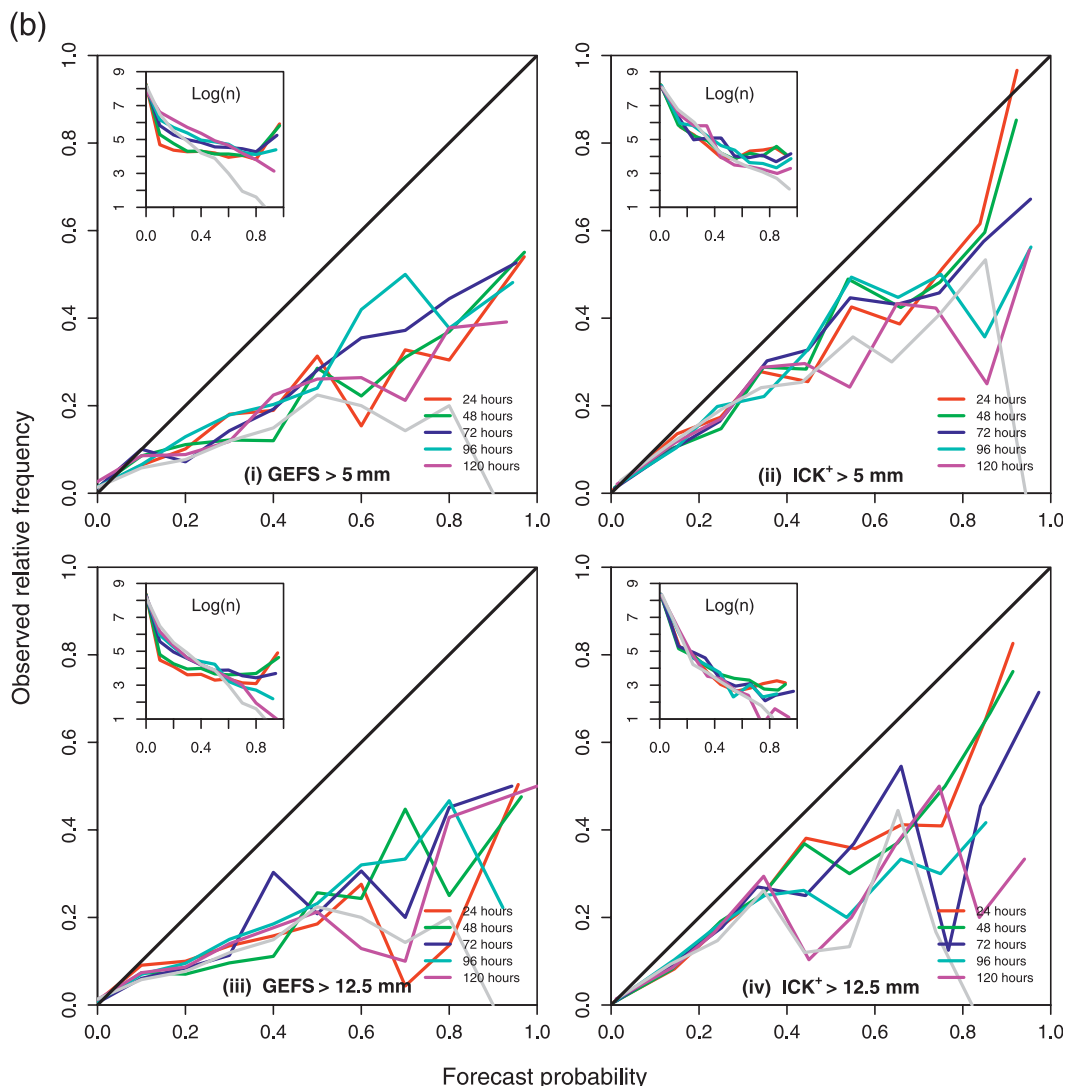 (b)
Observed relative frequency
1.0
0.8
0.6
0.4
0.2
0.0
9
7
5
3
1
Log(n)
0.0 0.4 0.8
24 hours
48 hours
72 hours
96 hours
120 hours
(i) GEFS > 5 mm
0.0 0.2 0.4 0.6 0.8 1.0
1.0
0.8
0.6
0.4
0.2
0.0
9
7
5
3
1
Log(n)
0.0 0.4 0.8
24 hours
48 hours
72 hours
96 hours
120 hours
(ii) ICK⁺ > 5 mm
0.0 0.2 0.4 0.6 0.8 1.0
1.0
0.8
0.6
0.4
0.2
0.0
9
7
5
3
1
Log(n)
0.0 0.4 0.8
24 hours
48 hours
72 hours
96 hours
120 hours
(iii) GEFS > 12.5 mm
0.0 0.2 0.4 0.6 0.8 1.0
1.0
0.8
0.6
0.4
0.2
0.0
9
7
5
3
1
Log(n)
0.0 0.4 0.8
24 hours
48 hours
72 hours
96 hours
120 hours
(iv) ICK⁺ > 12.5 mm
0.0 0.2 0.4 0.6 0.8 1.0
Forecast probability